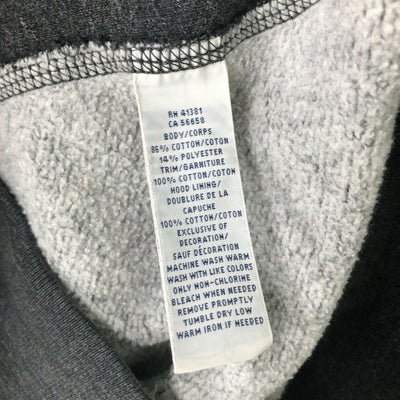 RN 41381
CA 56658
BODY/CORPS
86% COTTON/COTON
14% POLYESTER
TRIM/GARNITURE
100% COTTON/COTON
HOOD LINING/
DOUBLURE DE LA
CAPUCHE
100% COTTON/COTON
EXCLUSIVE OF
DECORATION/
SAUF DÉCORATION
MACHINE WASH WARM
WASH WITH LIKE COLORS
ONLY NON-CHLORINE
BLEACH WHEN NEEDED
REMOVE PROMPTLY
TUMBLE DRY LOW
WARM IRON IF NEEDED